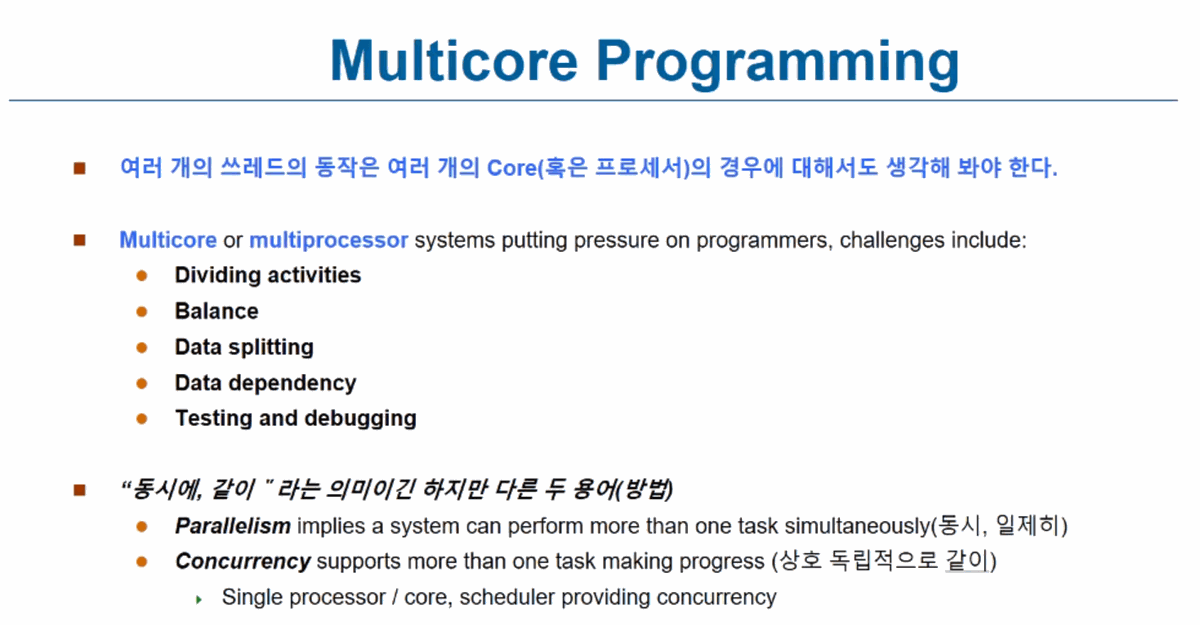 Multicore Programming
여러 개의 쓰레드의 동작은 여러 개의 Core(혹은 프로세서)의 경우에 대해서도 생각해 봐야 한다.
Multicore or multiprocessor systems putting pressure on programmers, challenges include:
Dividing activities
Balance
Data splitting
Data dependency
Testing and debugging
“동시에, 같이 ” 라는 의미이긴 하지만 다른 두 용어(방법)
Parallelism implies a system can perform more than one task simultaneously(동시, 일제히)
Concurrency supports more than one task making progress (상호 독립적으로 같이)
Single processor / core, scheduler providing concurrency